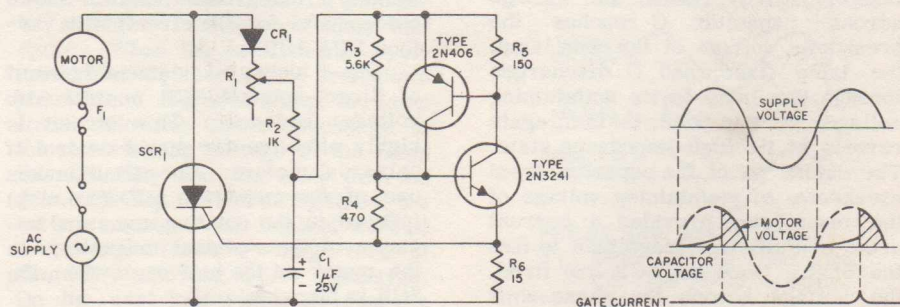 MOTOR
I
AC
SUPPLY
CR1
R1
R2
1K
SCR1
C1
1µF
25V
+
−
R3
5.6K
R4
470
TYPE
2N406
R5
150
TYPE
2N3241
R6
15
SUPPLY
VOLTAGE
MOTOR
VOLTAGE
CAPACITOR
VOLTAGE
GATE CURRENT